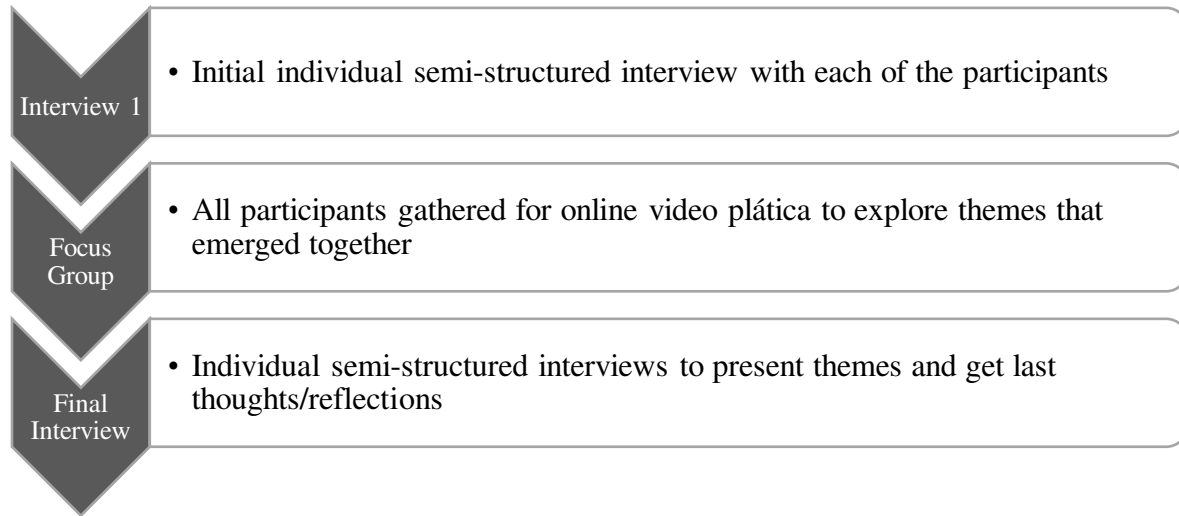 Interview 1
• Initial individual semi-structured interview with each of the participants
Focus
Group
• All participants gathered for online video plática to explore themes that
emerged together
Final
Interview
• Individual semi-structured interviews to present themes and get last
thoughts/reflections